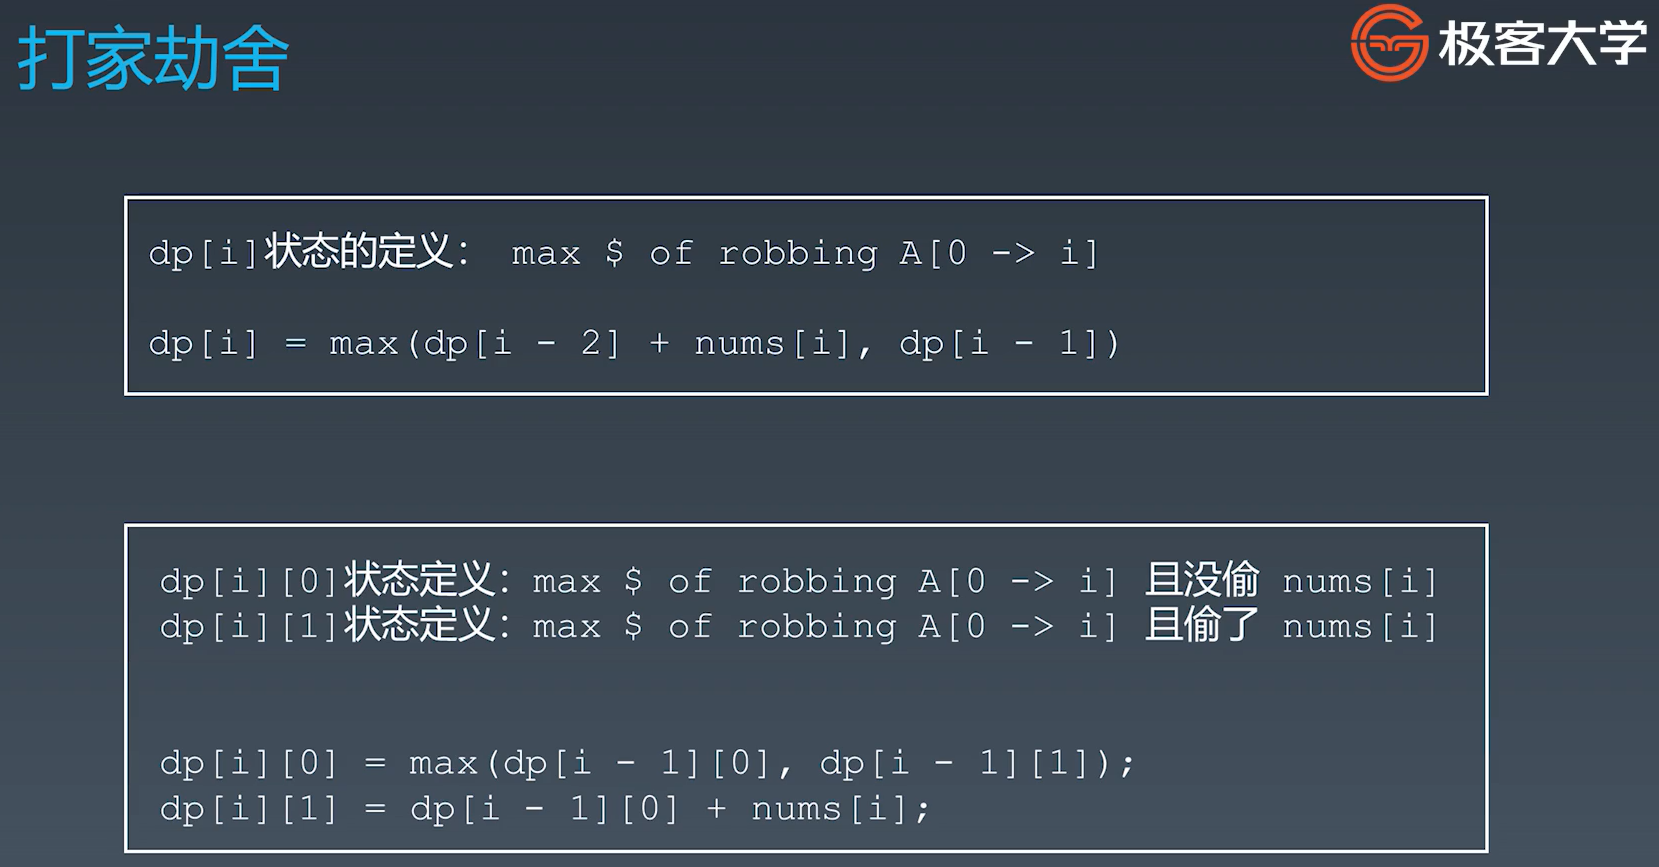 打家劫舍
极客大学
dp[i]状态的定义： max $ of robbing A[0 -> i]
dp[i] = max(dp[i - 2] + nums[i], dp[i - 1])
dp[i][0]状态定义：max $ of robbing A[0 -> i] 且没偷 nums[i]
dp[i][1]状态定义：max $ of robbing A[0 -> i] 且偷了 nums[i]
dp[i][0] = max(dp[i - 1][0], dp[i - 1][1]);
dp[i][1] = dp[i - 1][0] + nums[i];